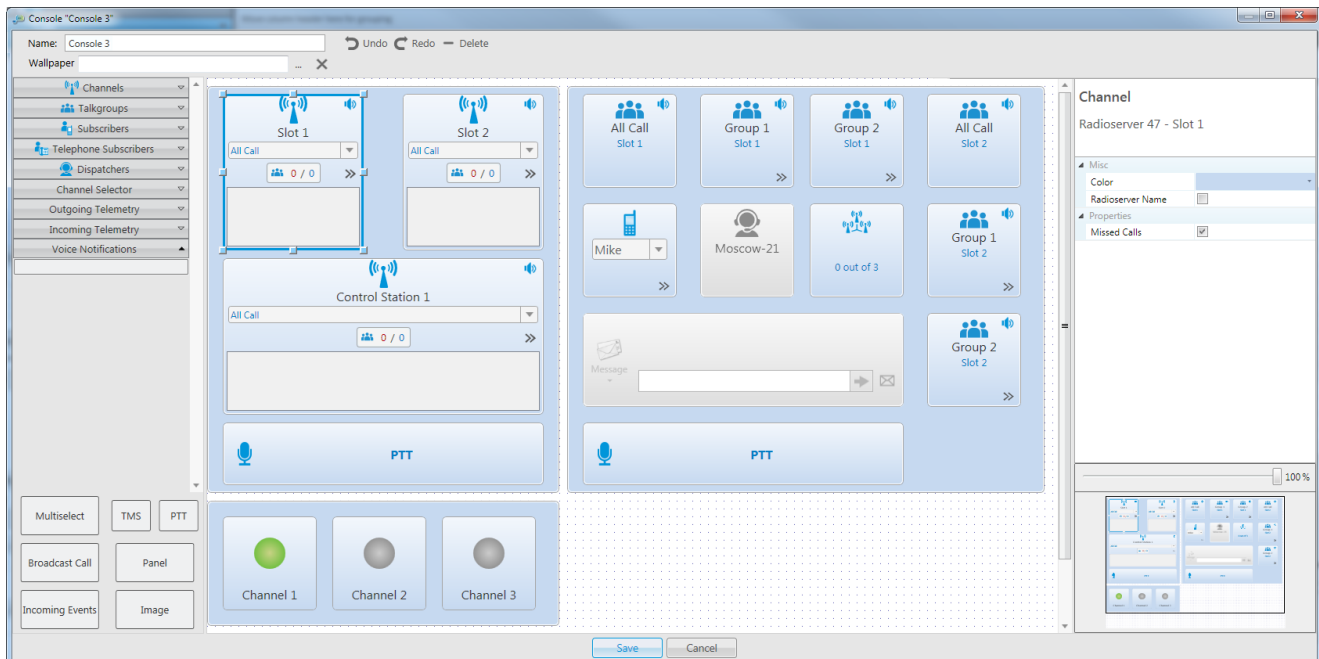 Console "Console 3"
Name:
Console 3
Undo
Redo
Delete
Wallpaper
...
Channels
Talkgroups
Subscribers
Telephone Subscribers
Dispatchers
Channel Selector
Outgoing Telemetry
Incoming Telemetry
Voice Notifications
Multiselect
TMS
PTT
Broadcast Call
Panel
Incoming Events
Image
Slot 1
All Call
0 / 0
Slot 2
All Call
0 / 0
Control Station 1
All Call
0 / 0
PTT
Channel 1
Channel 2
Channel 3
All Call
Slot 1
Group 1
Slot 1
Group 2
Slot 1
All Call
Slot 2
Mike
Moscow-21
0 out of 3
Group 1
Slot 2
Message
Group 2
Slot 2
PTT
Channel
Radioserver 47 - Slot 1
Misc
Color
Radioserver Name
Properties
Missed Calls
100 %
Save
Cancel